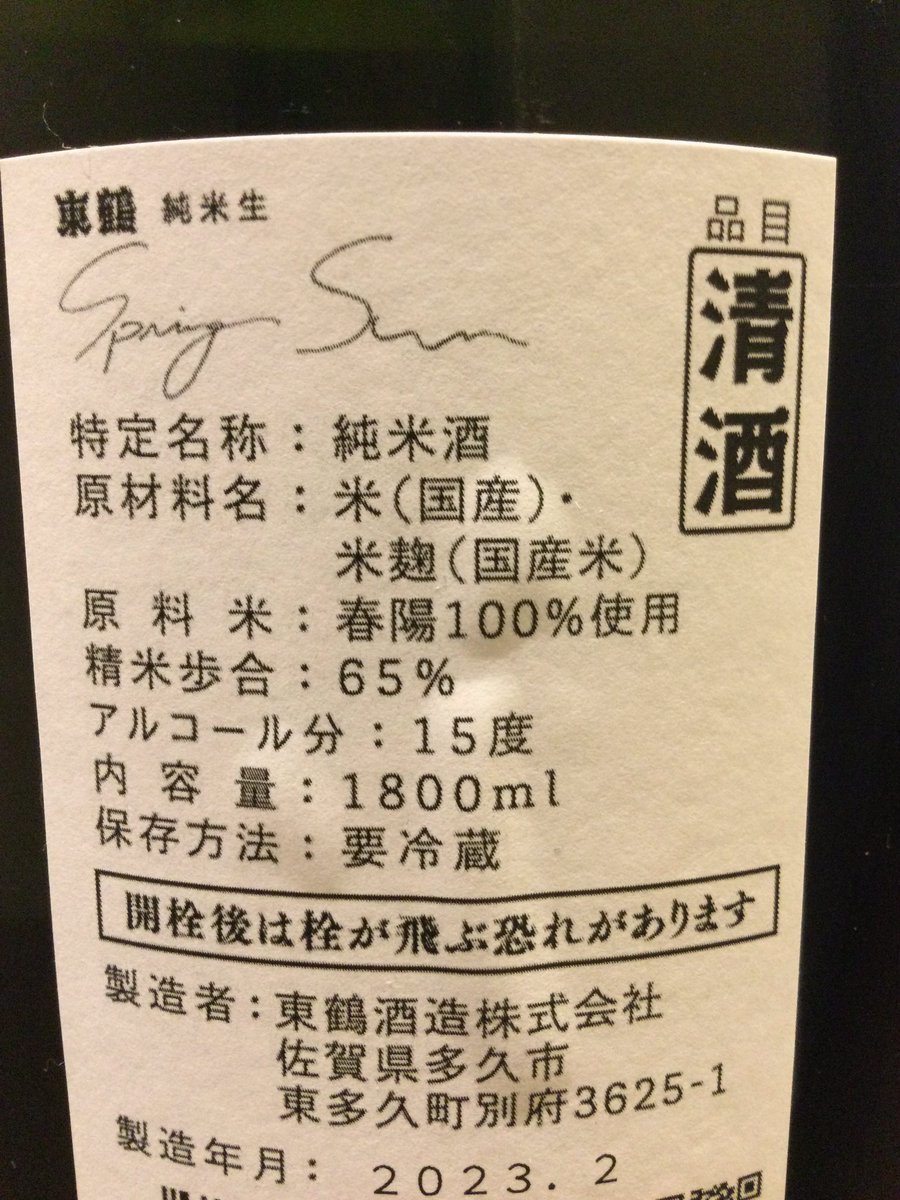 東鶴 純米生
Spring Sun
品目
清酒
特定名称：純米酒
原材料名：米（国産）・
米麹（国産米）
原料米：春陽100%使用
精米歩合：65%
アルコール分：15度
内容量：1800ml
保存方法：要冷蔵
開栓後は栓が飛ぶ恐れがあります
製造者：東鶴酒造株式会社
佐賀県多久市
東多久町別府3625-1
製造年月：2023.2